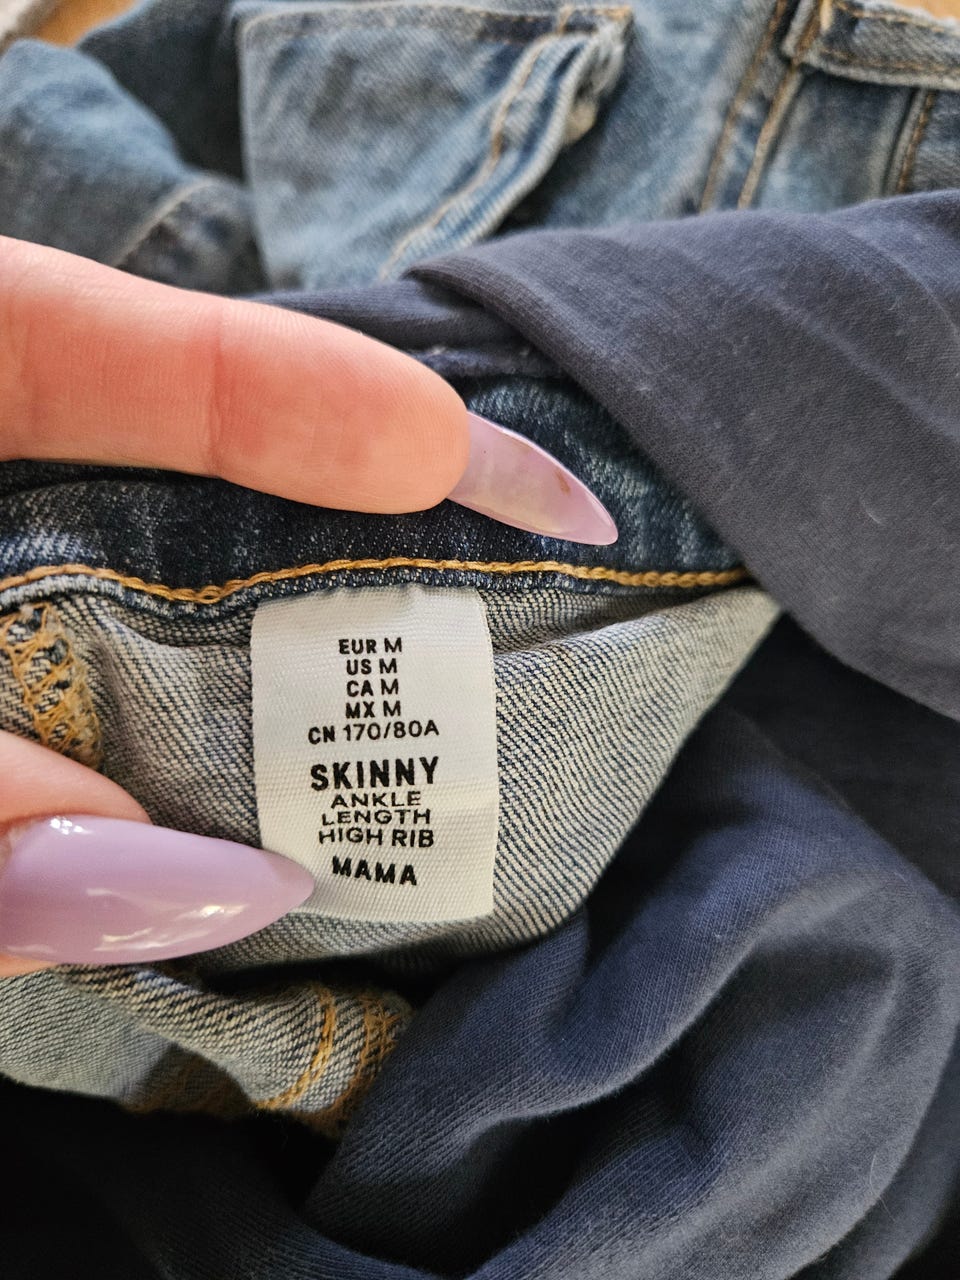 EUR M
US M
CA M
MX M
CN 170/80A
SKINNY
ANKLE
LENGTH
HIGH RIB
MAMA